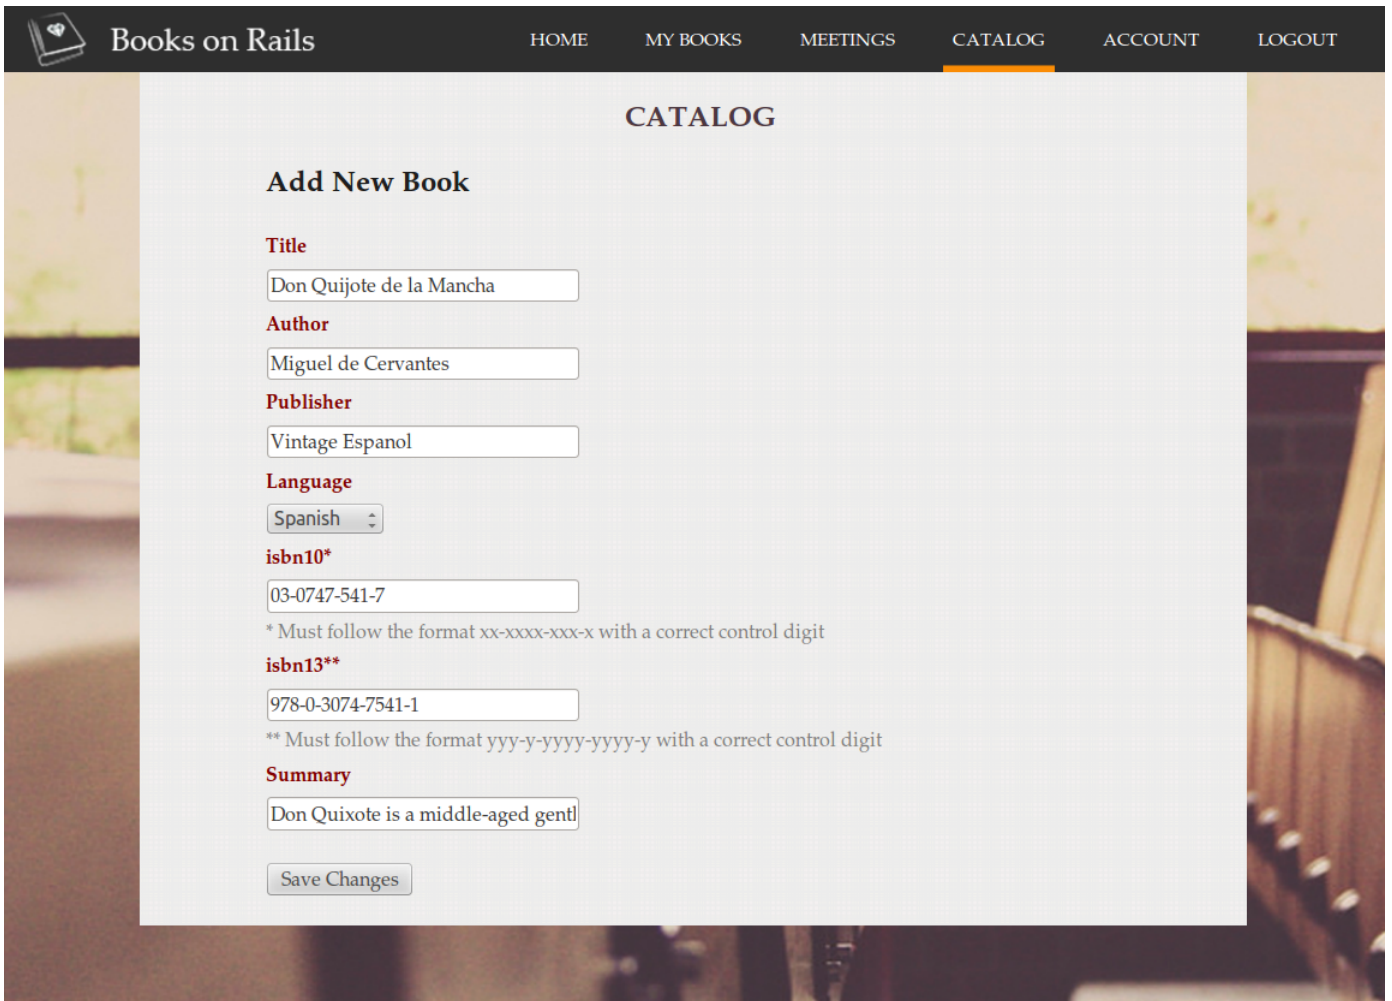 Books on Rails
HOME MY BOOKS MEETINGS CATALOG ACCOUNT LOGOUT
CATALOG
Add New Book
Title
Don Quijote de la Mancha
Author
Miguel de Cervantes
Publisher
Vintage Espanol
Language
Spanish
isbn10*
03-0747-541-7
* Must follow the format xx-xxxx-xxx-x with a correct control digit
isbn13**
978-0-3074-7541-1
** Must follow the format yyy-y-yyyy-yyyy-y with a correct control digit
Summary
Don Quixote is a middle-aged gentl
Save Changes